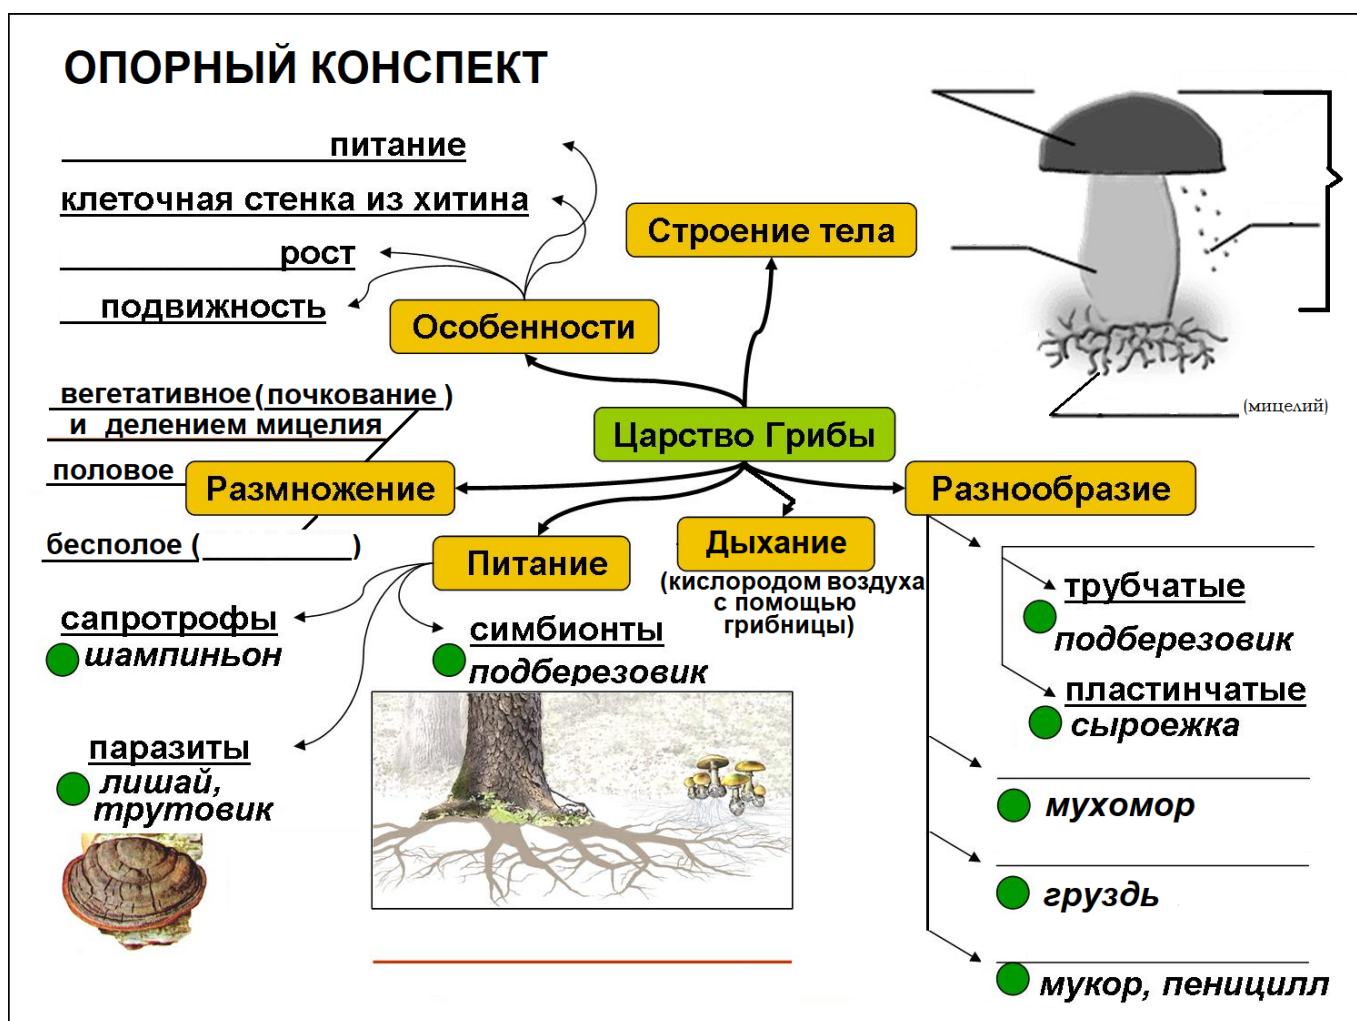 ОПОРНЫЙ КОНСПЕКТ
питание
клеточная стенка из хитина
рост
подвижность
Особенности
Строение тела
(мицелий)
вегетативное (почкование)
и делением мицелия
половое
Размножение
бесполое ( )
Царство Грибы
Разнообразие
Питание
Дыхание
(кислородом воздуха
с помощью
грибницы)
сапротрофы
шампиньон
симбионты
подберезовик
паразиты
лишай,
трутовик
трубчатые
подберезовик
пластинчатые
сыроежка
мухомор
груздь
мукор, пеницилл